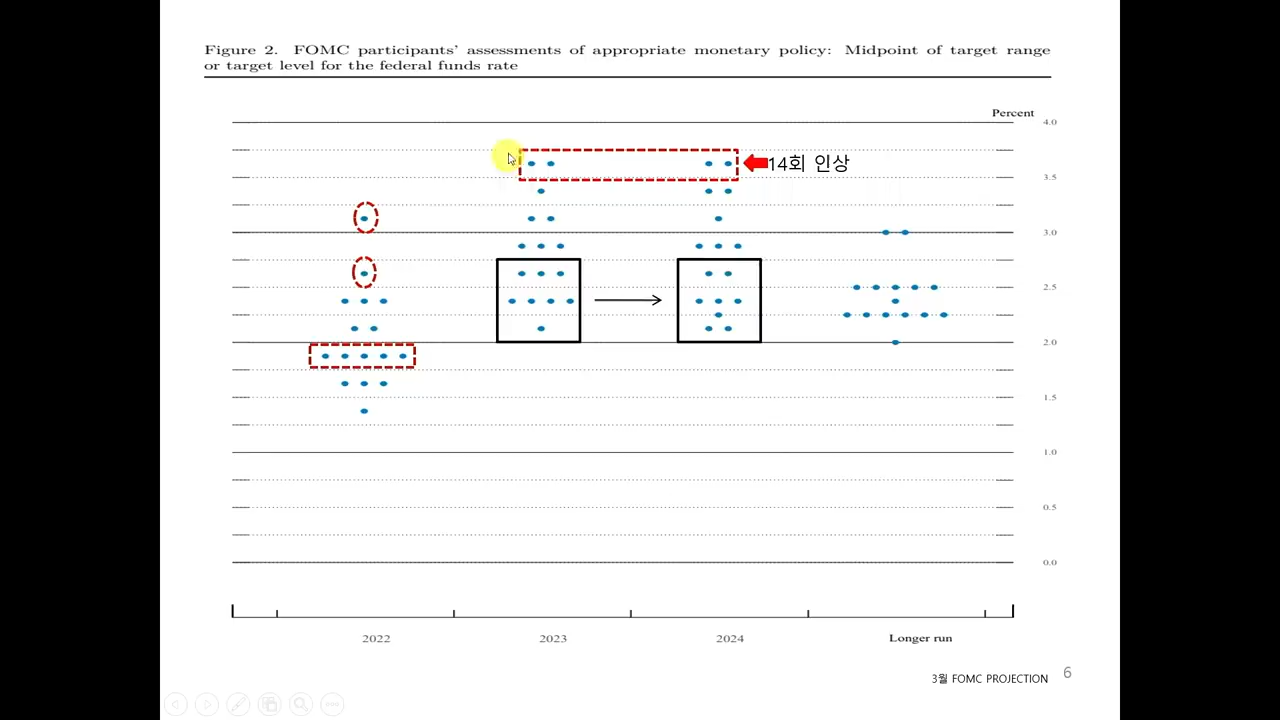 Figure 2. FOMC participants' assessments of appropriate monetary policy: Midpoint of target range
or target level for the federal funds rate
Percent
4.0
14회 인상
3.5
3.0
2.5
2.0
1.5
1.0
0.5
0.0
2022 2023 2024 Longer run
3월 FOMC PROJECTION 6